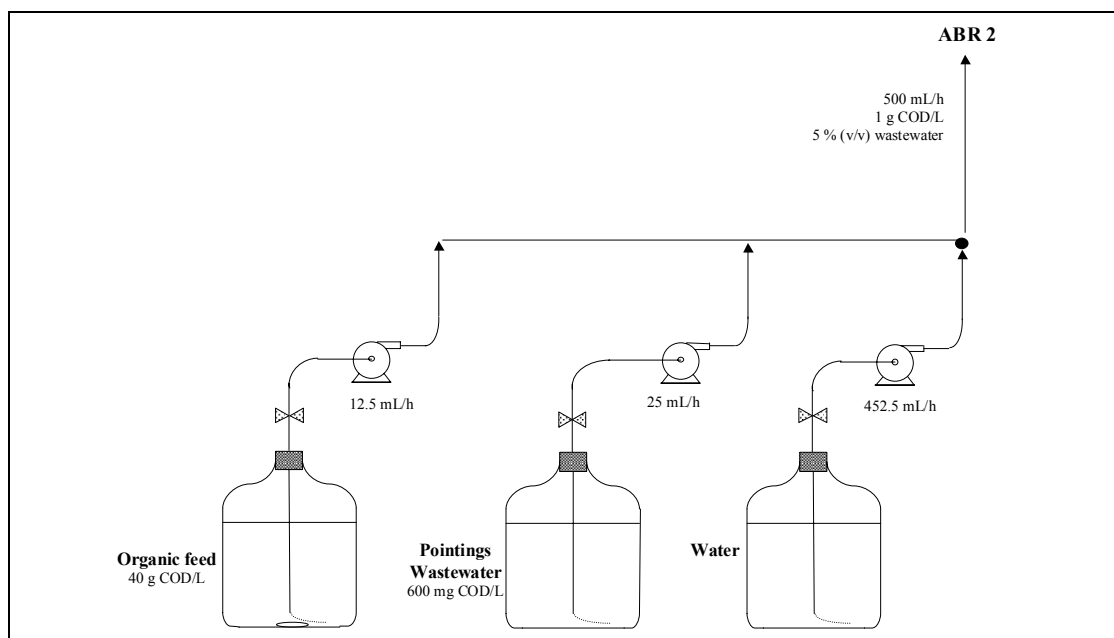 ABR 2
500 mL/h
1 g COD/L
5 % (v/v) wastewater
12.5 mL/h
25 mL/h
452.5 mL/h
Organic feed
40 g COD/L
Pointings
Wastewater
600 mg COD/L
Water